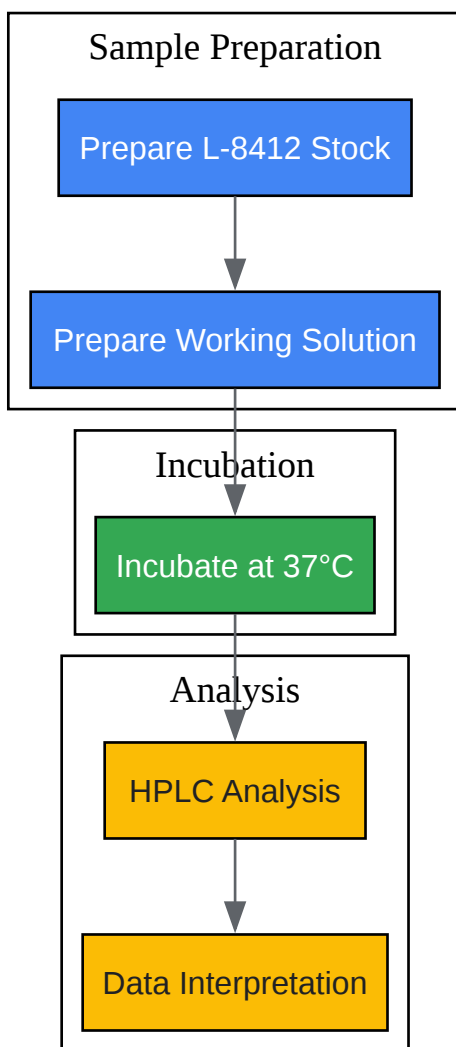 Sample Preparation
Prepare L-8412 Stock
Prepare Working Solution
Incubation
Incubate at 37°C
Analysis
HPLC Analysis
Data Interpretation